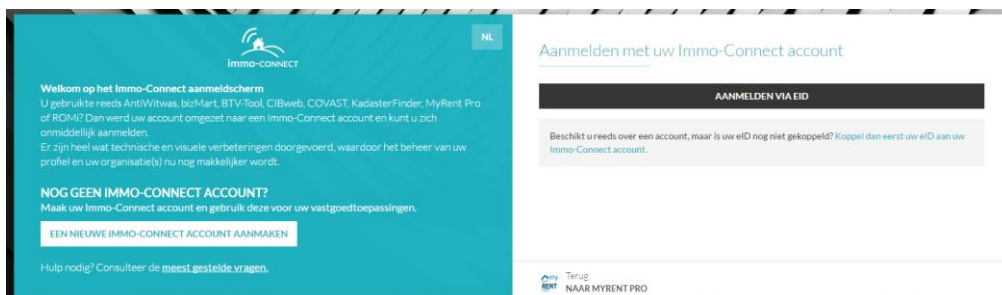 immo-CONNECT
NL
Welkom op het Immo-Connect aanmeldscherm
U gebruikte reeds AntiWitwas, bizMart, BTV-Tool, CIBweb, COVAST, KadasterFinder, MyRent Pro
of ROMi? Dan werd uw account omgezet naar een Immo-Connect account en kunt u zich
onmiddellijk aanmelden.
Er zijn heel wat technische en visuele verbeteringen doorgevoerd, waardoor het beheer van uw
profiel en uw organisatie(s) nu nog makkelijker wordt.
NOG GEEN IMMO-CONNECT ACCOUNT?
Maak uw Immo-Connect account en gebruik deze voor uw vastgoedtoepassingen.
EEN NIEUWE IMMO-CONNECT ACCOUNT AANMAKEN
Hulp nodig? Consulteer de meest gestelde vragen.
Aanmelden met uw Immo-Connect account
AANMELDEN VIA EID
Beschikt u reeds over een account, maar is uw eID nog niet gekoppeld? Koppel dan eerst uw eID aan uw
Immo-Connect account.
my
RENT
Terug
NAAR MYRENT PRO